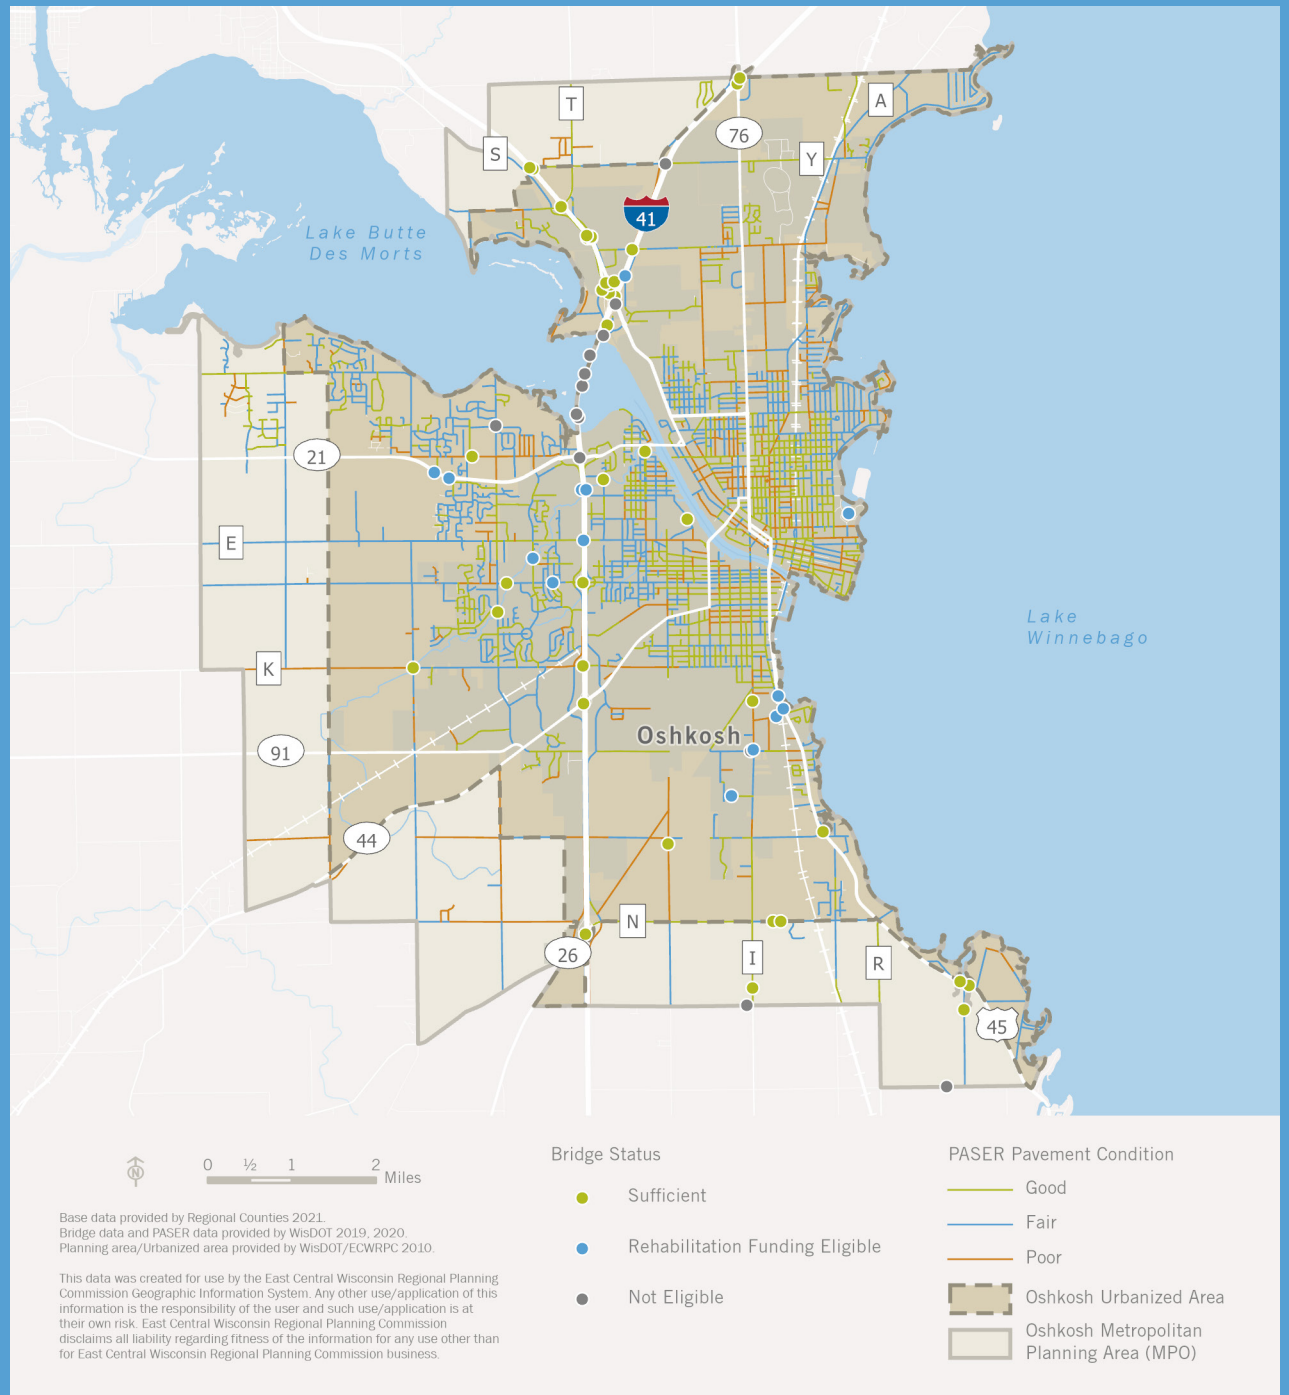 T
A
76
S
Y
41
Lake Butte
Des Morts
21
E
Lake
Winnebago
K
Oshkosh
91
44
N
26
I
R
45
0 ½ 1 2
Miles
N
Base data provided by Regional Counties 2021.
Bridge data and PASER data provided by WisDOT 2019, 2020.
Planning area/Urbanized area provided by WisDOT/ECWRPC 2010.
This data was created for use by the East Central Wisconsin Regional Planning
Commission Geographic Information System. Any other use/application of this
information is the responsibility of the user and such use/application is at
their own risk. East Central Wisconsin Regional Planning Commission
disclaims all liability regarding fitness of the information for any use other than
for East Central Wisconsin Regional Planning Commission business.
Bridge Status
Sufficient
Rehabilitation Funding Eligible
Not Eligible
PASER Pavement Condition
Good
Fair
Poor
Oshkosh Urbanized Area
Oshkosh Metropolitan
Planning Area (MPO)